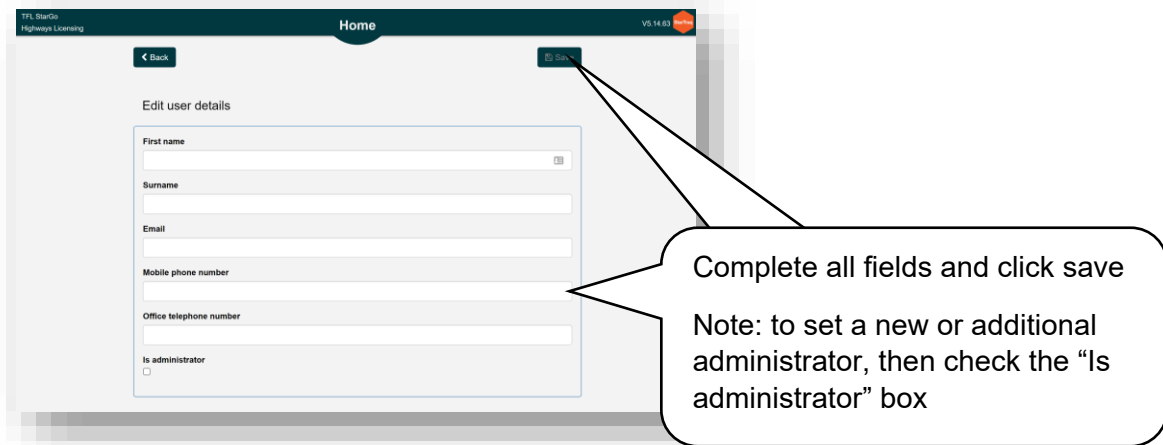 TFL StarGo
Highways Licensing
Home
V5.14.63
StarTraq
Back
Save
Edit user details
First name
Surname
Email
Mobile phone number
Office telephone number
Is administrator
Complete all fields and click save
Note: to set a new or additional
administrator, then check the “Is
administrator” box